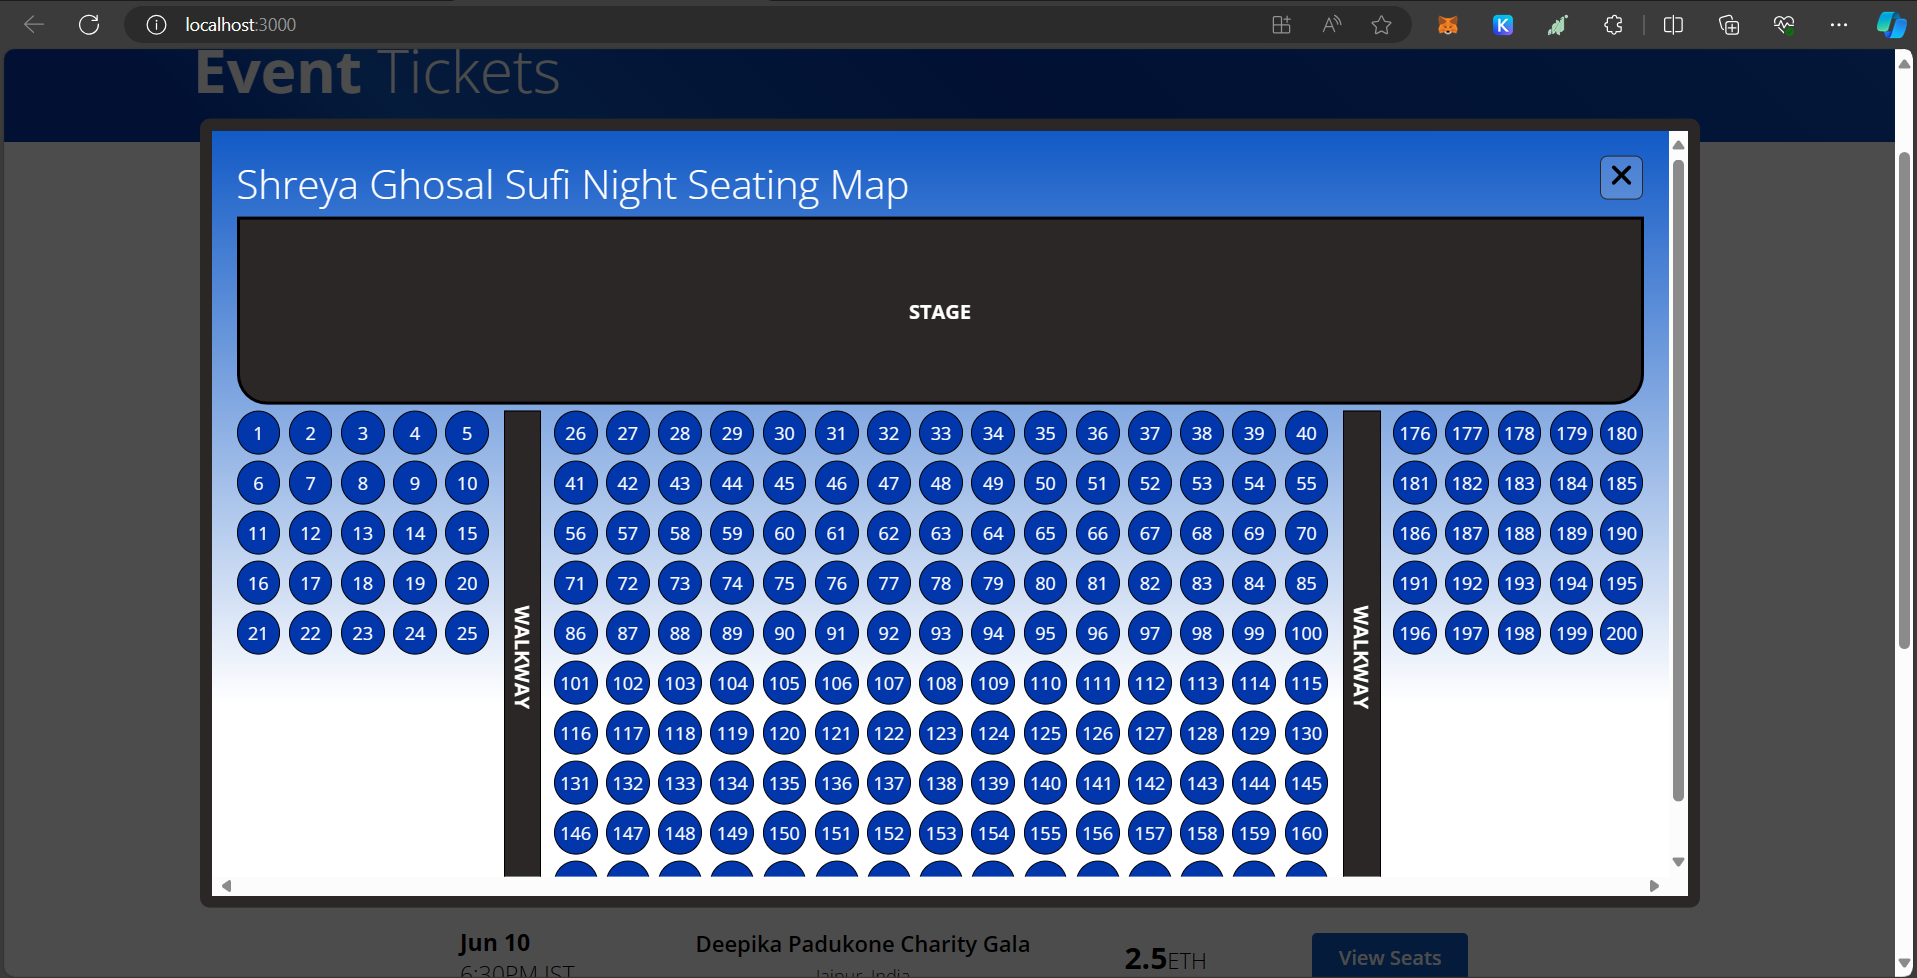 localhost:3000
Event Tickets
Shreya Ghosal Sufi Night Seating Map
STAGE
1 2 3 4 5 26 27 28 29 30 31 32 33 34 35 36 37 38 39 40 176 177 178 179 180
6 7 8 9 10 41 42 43 44 45 46 47 48 49 50 51 52 53 54 55 181 182 183 184 185
11 12 13 14 15 56 57 58 59 60 61 62 63 64 65 66 67 68 69 70 186 187 188 189 190
16 17 18 19 20 71 72 73 74 75 76 77 78 79 80 81 82 83 84 85 191 192 193 194 195
21 22 23 24 25 86 87 88 89 90 91 92 93 94 95 96 97 98 99 100 196 197 198 199 200
WALKWAY
WALKWAY
101 102 103 104 105 106 107 108 109 110 111 112 113 114 115
116 117 118 119 120 121 122 123 124 125 126 127 128 129 130
131 132 133 134 135 136 137 138 139 140 141 142 143 144 145
146 147 148 149 150 151 152 153 154 155 156 157 158 159 160
Jun 10
6:30PM IST
Deepika Padukone Charity Gala
Jaipur, India
2.5ETH
View Seats